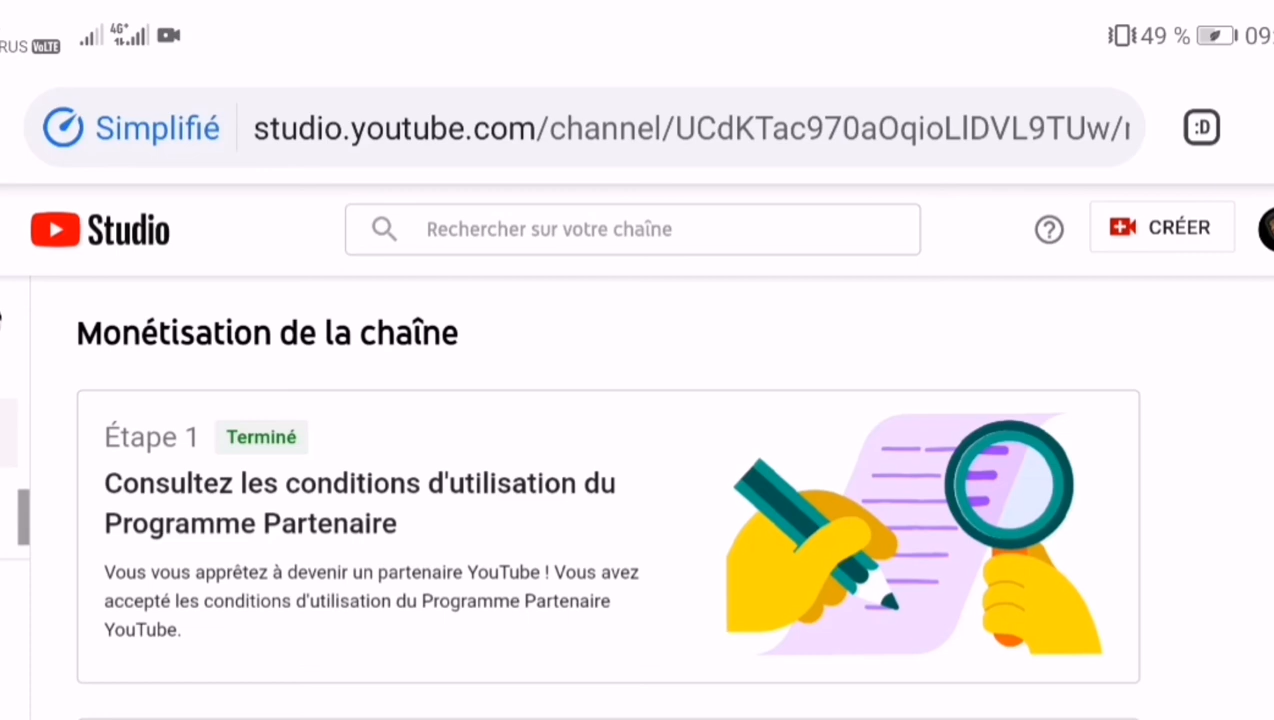 RUS VoLTE 4G+ 49 % 09:
Simplifié studio.youtube.com/channel/UCdKTac970aOqioLlDVL9TUw/
:D
Studio Rechercher sur votre chaîne ? CRÉER
Monétisation de la chaîne
Étape 1 Terminé
Consultez les conditions d'utilisation du
Programme Partenaire
Vous vous apprêtez à devenir un partenaire YouTube ! Vous avez
accepté les conditions d'utilisation du Programme Partenaire
YouTube.